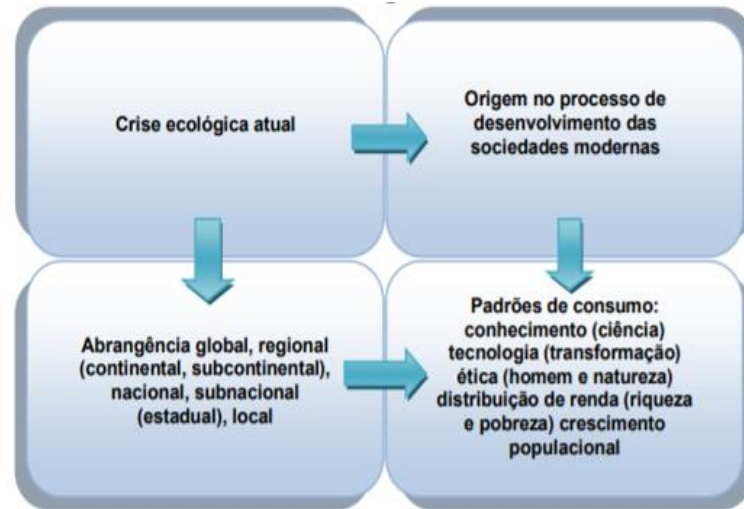 Crise ecológica atual
Origem no processo de
desenvolvimento das
sociedades modernas
Abrangência global, regional
(continental, subcontinental),
nacional, subnacional
(estadual), local
Padrões de consumo:
conhecimento (ciência)
tecnologia (transformação)
ética (homem e natureza)
distribuição de renda (riqueza
e pobreza) crescimento
populacional